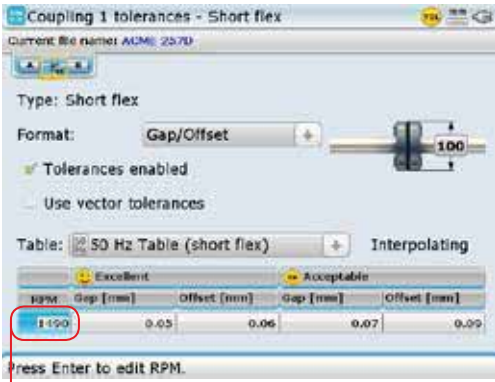 Coupling 1 tolerances - Short flex
Current file name: ACME 257D
Type: Short flex
Format: Gap/Offset
100
Tolerances enabled
Use vector tolerances
Table: 50 Hz Table (short flex) Interpolating
Excellent Acceptable
RPM Gap [mm] Offset [mm] Gap [mm] Offset [mm]
1490 0.05 0.06 0.07 0.09
Press Enter to edit RPM.